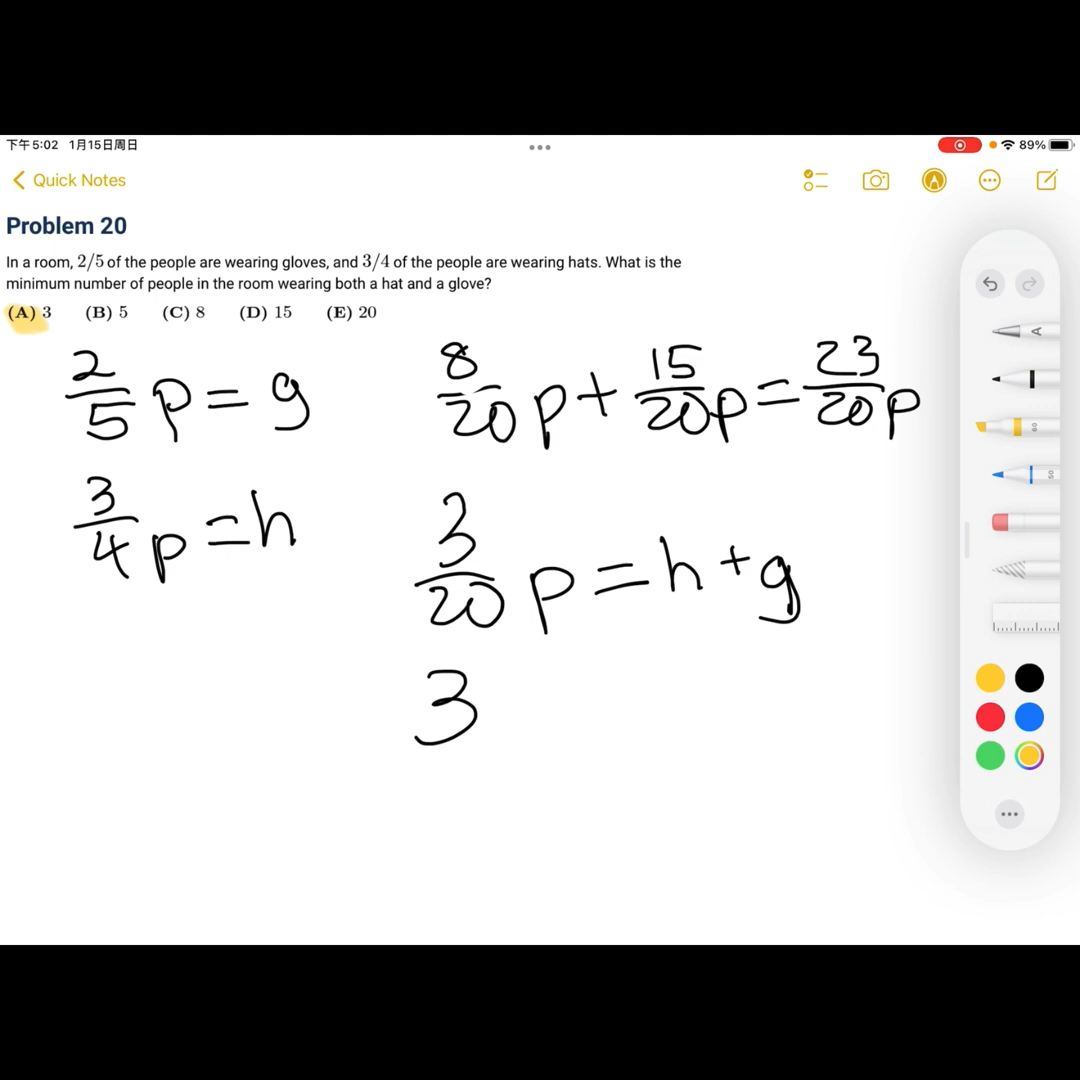 下午5:02 1月15日周日
89%
Quick Notes
Problem 20
In a room, 2/5 of the people are wearing gloves, and 3/4 of the people are wearing hats. What is the
minimum number of people in the room wearing both a hat and a glove?
(A) 3 (B) 5 (C) 8 (D) 15 (E) 20
2/5 p = g
8/20 p + 15/20 p = 23/20 p
3/4 p = h
3/20 p = h + g
3
A
60
50